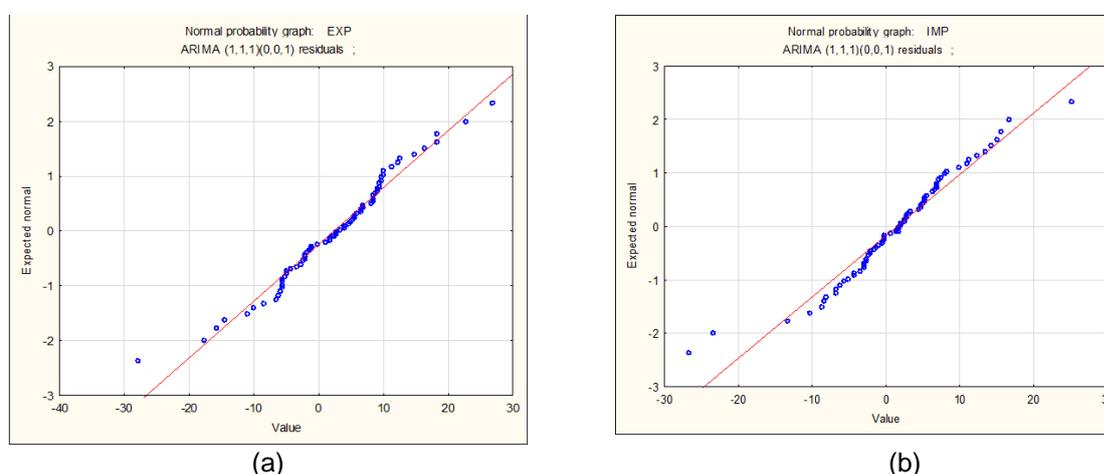 Normal probability graph: EXP
ARIMA (1,1,1)(0,0,1) residuals ;
3
2
1
0
-1
-2
-3
Expected normal
-40 -30 -20 -10 0 10 20 30
Value
(a)
Normal probability graph: IMP
ARIMA (1,1,1)(0,0,1) residuals ;
3
2
1
0
-1
-2
-3
Expected normal
-30 -20 -10 0 10 20
Value
(b)